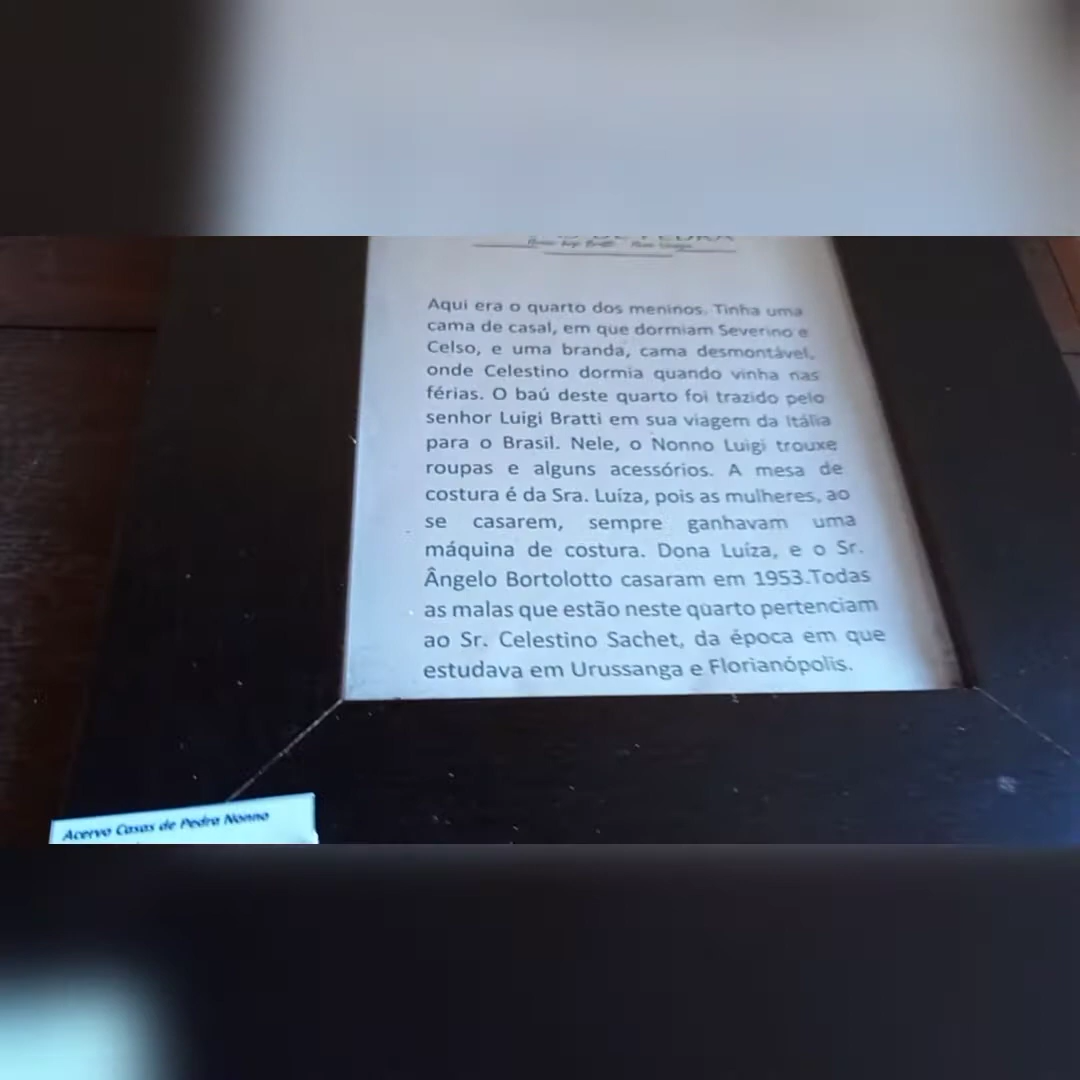 DE PEDRA
Aqui era o quarto dos meninos. Tinha uma
cama de casal, em que dormiam Severino e
Celso, e uma branda, cama desmontável,
onde Celestino dormia quando vinha nas
férias. O baú deste quarto foi trazido pelo
senhor Luigi Bratti em sua viagem da Itália
para o Brasil. Nele, o Nonno Luigi trouxe
roupas e alguns acessórios. A mesa de
costura é da Sra. Luíza, pois as mulheres, ao
se casarem, sempre ganhavam uma
máquina de costura. Dona Luíza, e o Sr.
Ângelo Bortolotto casaram em 1953.Todas
as malas que estão neste quarto pertenciam
ao Sr. Celestino Sachet, da época em que
estudava em Urussanga e Florianópolis.
Acervo Casas de Pedra Nonno